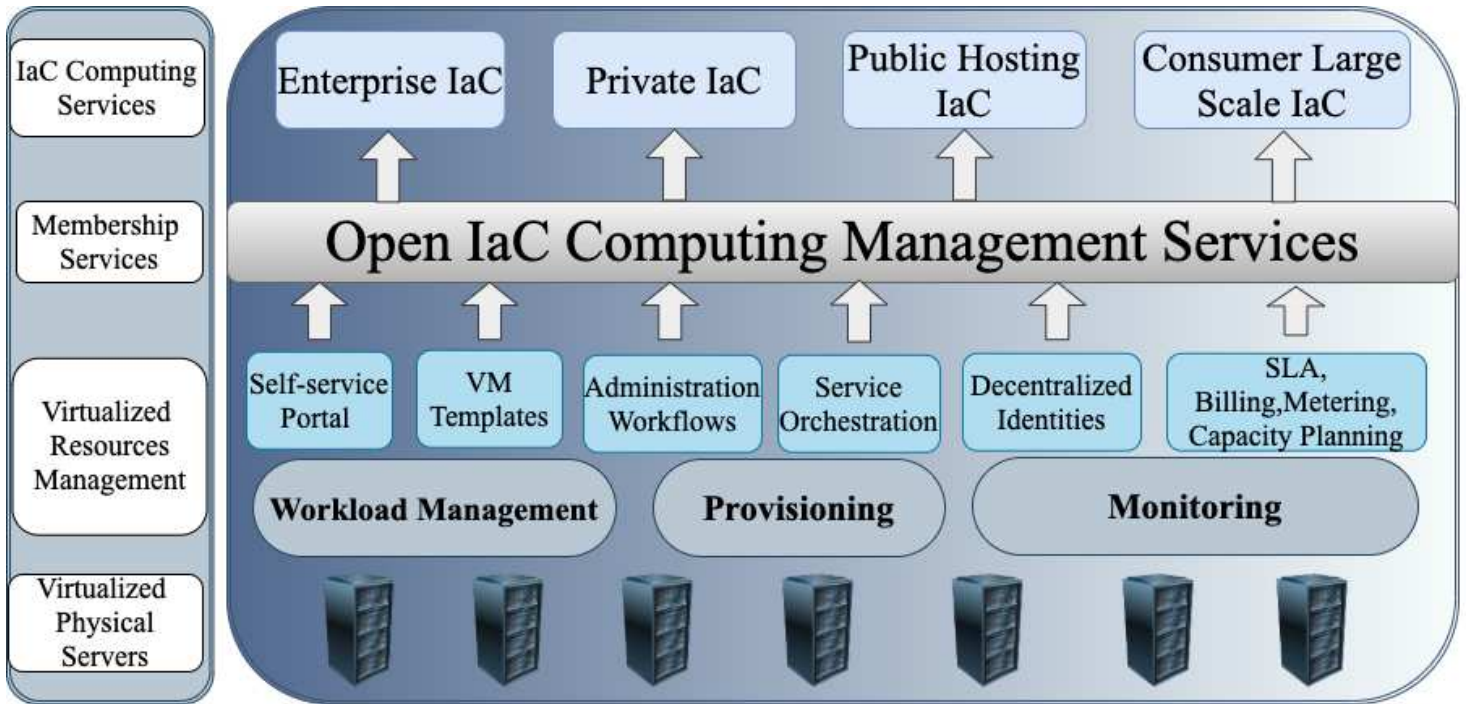 IaC Computing
Services
Membership
Services
Virtualized
Resources
Management
Virtualized
Physical
Servers
Enterprise IaC
Private IaC
Public Hosting
IaC
Consumer Large
Scale IaC
Open IaC Computing Management Services
Self-service
Portal
VM
Templates
Administration
Workflows
Service
Orchestration
Decentralized
Identities
SLA,
Billing,Metering,
Capacity Planning
Workload Management
Provisioning
Monitoring